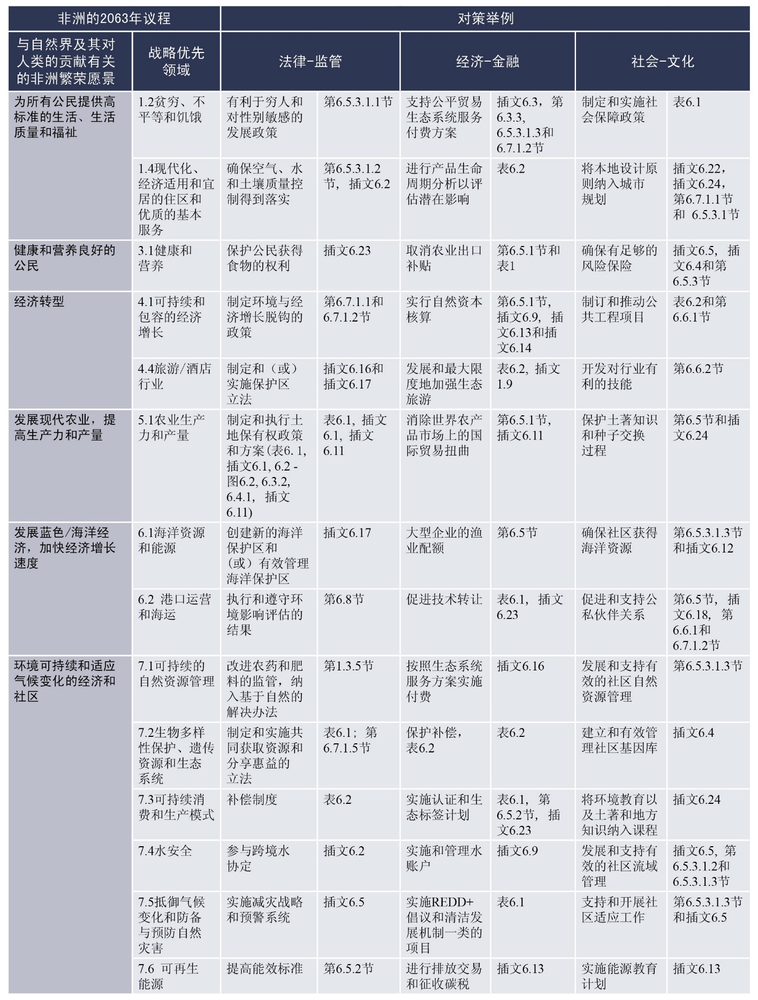 非洲的2063年议程
对策举例
与自然界及其对
人类的贡献有关
的非洲繁荣愿景
战略优先
领域
法律-监管
经济-金融
社会-文化
为所有公民提供高
标准的生活、生活
质量和福祉
1.2贫穷、不
平等和饥饿
有利于穷人和
对性别敏感的
发展政策
第6.5.3.1.1节
支持公平贸易
生态系统服务
付费方案
插文6.3，第
6.3.3,
6.5.3.1.3和
6.7.1.2节
制定和实施社
会保障政策
表6.1
1.4现代化、
经济适用和宜
居的住区和
优质的基本
服务
确保空气、水
和土壤质量控
制得到落实
第6.5.3.1.2
节, 插文6.2
进行产品生命
周期分析以评
估潜在影响
表6.2
将本地设计原
则纳入城市
规划
插文6.22，
插文6.24，
第6.7.1.1节
和 6.5.3.1节
健康和营养良好的
公民
3.1健康和
营养
保护公民获得
食物的权利
插文6.23
取消农业出口
补贴
第6.5.1节和
表1
确保有足够的
风险保险
插文6.5, 插
文6.4和第
6.5.3节
经济转型
4.1可持续和
包容的经济
增长
制定环境与经
济增长脱钩的
政策
第6.7.1.1和
6.7.1.2节
实行自然资本
核算
第6.5.1节,
插文6.9, 插
文6.13和插
文6.14
制订和推动公
共工程项目
表6.2和第
6.6.1节
4.4旅游/酒店
行业
制定和（或）
实施保护区
立法
插文6.16和
插文6.17
发展和最大限
度地加强生态
旅游
表6.2, 插文
1.9
开发对行业有
利的技能
第6.6.2节
发展现代农业，提
高生产力和产量
5.1农业生产
力和产量
制定和执行土
地保有权政策
和方案(表6.1,
插文6.1, 6.2 -
图6.2, 6.3.2,
6.4.1, 插文
6.11)
表6.1, 插文
6.1, 插文
6.11
消除世界农产
品市场上的国
际贸易扭曲
第6.5.1节,
插文6.11
保护土著知识
和种子交换
过程
第6.5节和插
文6.24
发展蓝色/海洋经
济，加快经济增长
速度
6.1海洋资源
和能源
创建新的海洋
保护区和
(或）有效管理
海洋保护区
插文6.17
大型企业的渔
业配额
第6.5节
确保社区获得
海洋资源
第6.5.3.1.3节
和插文6.12
6.2 港口运营
和海运
执行和遵守环
境影响评估的
结果
第6.8节
促进技术转让
表6.1, 插文
6.23
促进和支持公
私伙伴关系
第6.5节, 插
文6.18, 第
6.6.1和
6.7.1.2节
环境可持续和适应
气候变化的经济和
社区
7.1可持续的
自然资源管理
改进农药和肥
料的监管，纳
入基于自然的
解决办法
第1.3.5节
按照生态系统
服务方案实施
付费
插文6.16
发展和支持有
效的社区自然
资源管理
第6.5.3.1.3节
7.2生物多样
性保护、遗传
资源和生态
系统
制定和实施共
同获取资源和
分享惠益的
立法
表6.1; 第
6.7.1.5节
保护补偿，
表6.2
表6.2
建立和有效管
理社区基因库
插文6.4
7.3可持续消
费和生产模式
补偿制度
表6.2
实施认证和生
态标签计划
表6.1, 第
6.5.2节, 插
文6.23
将环境教育以
及土著和地方
知识纳入课程
插文6.24
7.4水安全
参与跨境水
协定
插文6.2
实施和管理水
账户
插文6.9
发展和支持有
效的社区流域
管理
插文6.5, 第
6.5.3.1.2和
6.5.3.1.3节
7.5抵御气候
变化和防备
与预防自然
灾害
实施减灾战略
和预警系统
插文6.5
实施REDD+
倡议和清洁发
展机制一类的
项目
表6.1
支持和开展社
区适应工作
第6.5.3.1.3节
和插文6.5
7.6 可再生
能源
提高能效标准
第6.5.2节
进行排放交易
和征收碳税
插文6.13
实施能源教育
计划
插文6.13